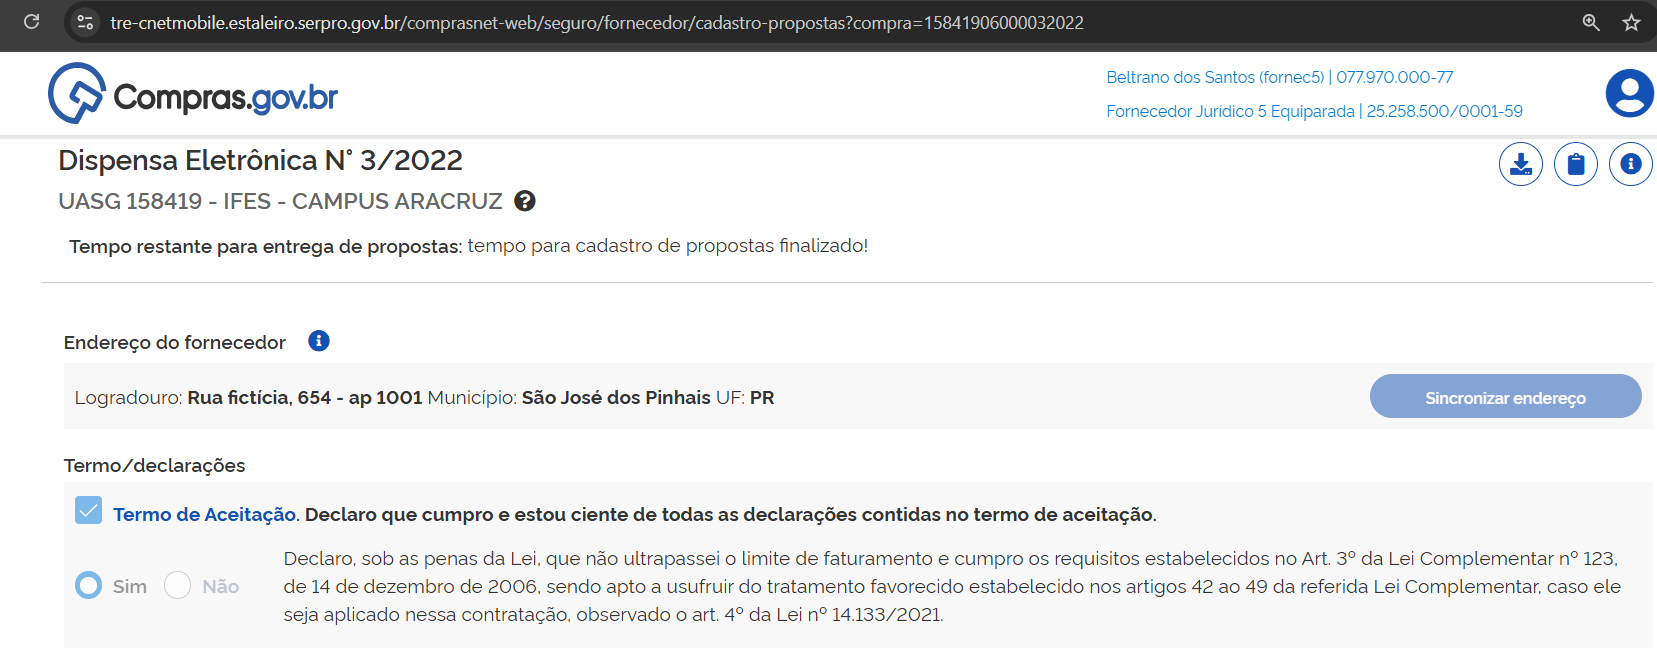 tre-cnetmobile.estaleiro.serpro.gov.br/comprasnet-web/seguro/fornecedor/cadastro-propostas?compra=15841906000032022
Compras.gov.br
Beltrano dos Santos (fornec5) | 077.970.000-77
Fornecedor Jurídico 5 Equiparada | 25.258.500/0001-59
Dispensa Eletrônica N° 3/2022
UASG 158419 - IFES - CAMPUS ARACRUZ
Tempo restante para entrega de propostas: tempo para cadastro de propostas finalizado!
Endereço do fornecedor
Logradouro: Rua fictícia, 654 - ap 1001 Município: São José dos Pinhais UF: PR
Sincronizar endereço
Termo/declarações
Termo de Aceitação. Declaro que cumpro e estou ciente de todas as declarações contidas no termo de aceitação.
Sim Não
Declaro, sob as penas da Lei, que não ultrapassei o limite de faturamento e cumpro os requisitos estabelecidos no Art. 3º da Lei Complementar nº 123,
de 14 de dezembro de 2006, sendo apto a usufruir do tratamento favorecido estabelecido nos artigos 42 ao 49 da referida Lei Complementar, caso ele
seja aplicado nessa contratação, observado o art. 4º da Lei nº 14.133/2021.